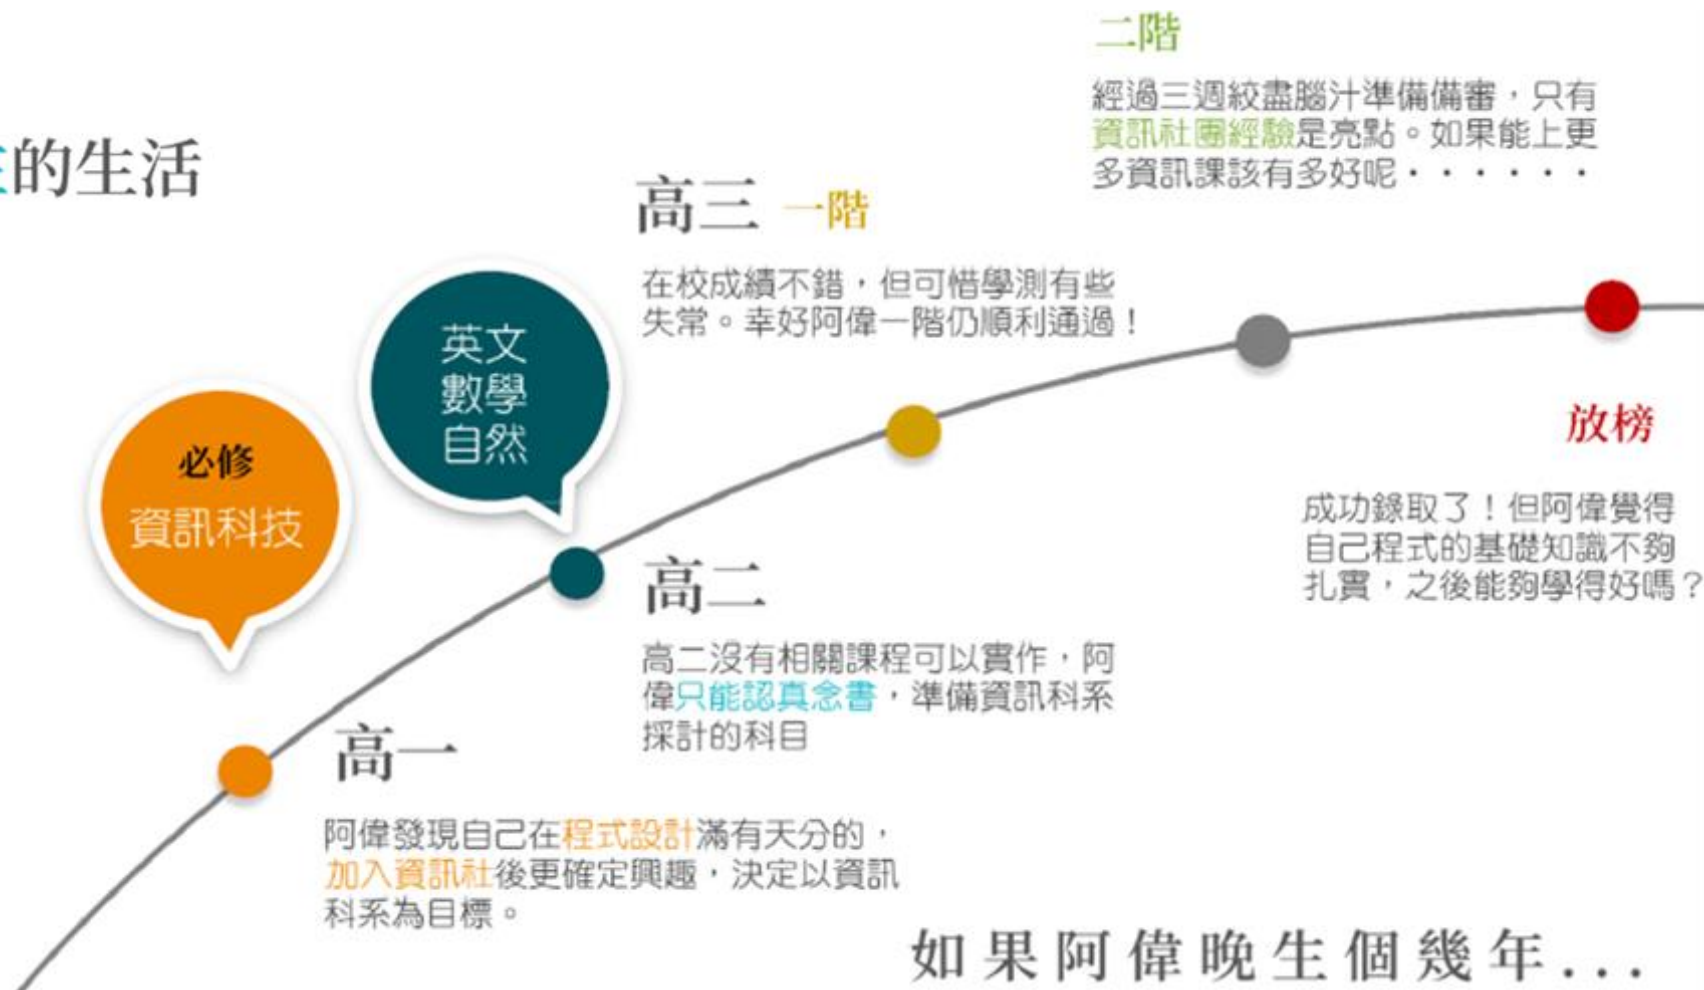 的生活
必修
資訊科技
高一
阿偉發現自己在程式設計滿有天分的，
加入資訊社後更確定興趣，決定以資訊
科系為目標。
英文
數學
自然
高二
高二沒有相關課程可以實作，阿
偉只能認真念書，準備資訊科系
採計的科目
高三 一階
在校成績不錯，但可惜學測有些
失常。幸好阿偉一階仍順利通過！
二階
經過三週絞盡腦汁準備備審，只有
資訊社團經驗是亮點。如果能上更
多資訊課該有多好呢······
放榜
成功錄取了！但阿偉覺得
自己程式的基礎知識不夠
扎實，之後能夠學得好嗎？
如果阿偉晚生個幾年...